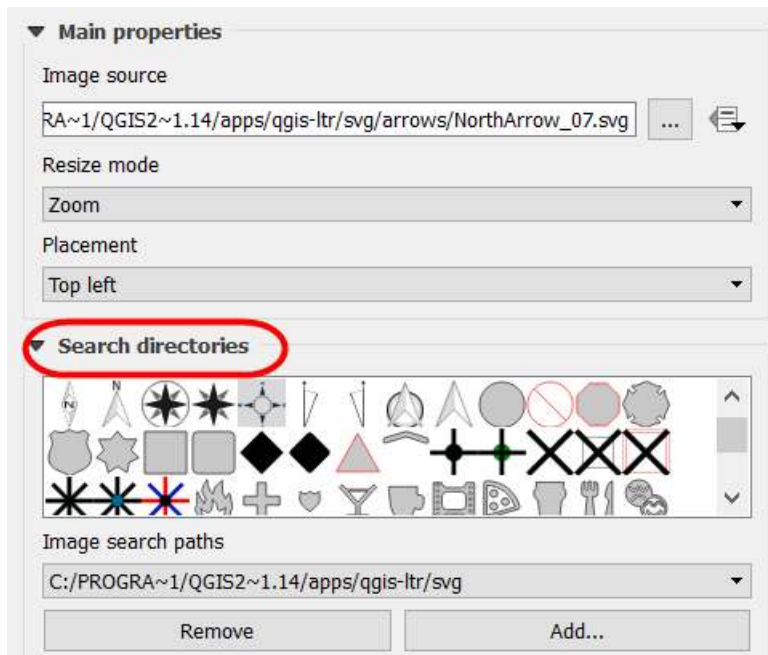 Main properties
Image source
RA~1/QGIS2~1.14/apps/qgis-ltr/svg/arrows/NorthArrow_07.svg ...
Resize mode
Zoom
Placement
Top left
Search directories
N
N
Image search paths
C:/PROGRA~1/QGIS2~1.14/apps/qgis-ltr/svg
Remove Add...